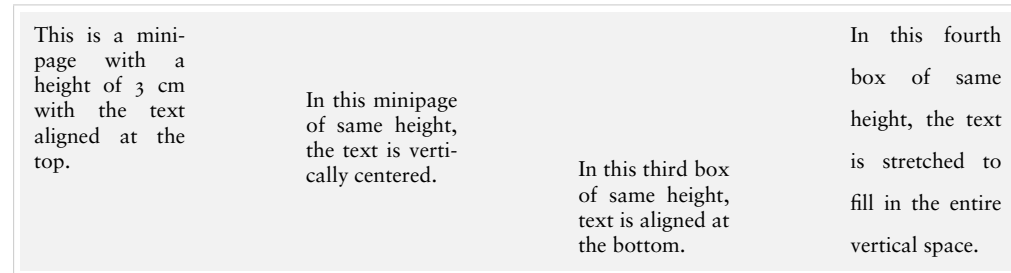 This is a mini-
page with a
height of 3 cm
with the text
aligned at the
top.
In this minipage
of same height,
the text is verti-
cally centered.
In this third box
of same height,
text is aligned at
the bottom.
In this fourth
box of same
height, the text
is stretched to
fill in the entire
vertical space.